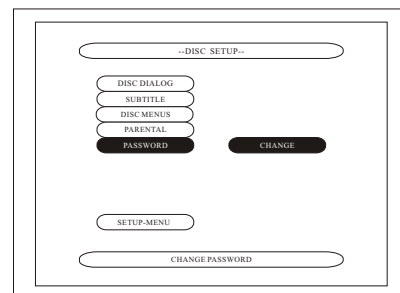 --DISC SETUP--
DISC DIALOG
SUBTITLE
DISC MENUS
PARENTAL
PASSWORD CHANGE
SETUP-MENU
CHANGE PASSWORD